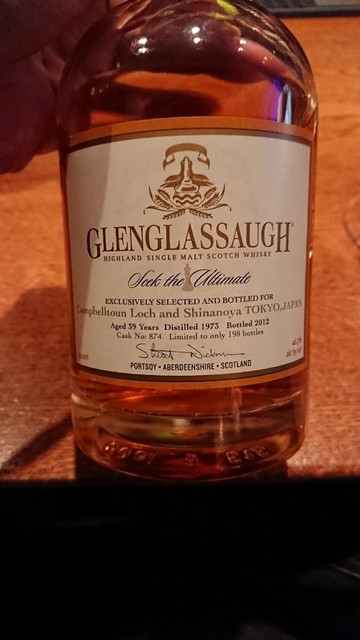 GLENGLASSAUGH
HIGHLAND SINGLE MALT SCOTCH WHISKY
Seek the Ultimate
EXCLUSIVELY SELECTED AND BOTTLED FOR
Campbelltoun Loch and Shinanoya TOKYO,JAPAN
Aged 39 Years Distilled 1973 Bottled 2012
Cask No: 874 Limited to only 198 bottles
PORTSOY • ABERDEENSHIRE • SCOTLAND